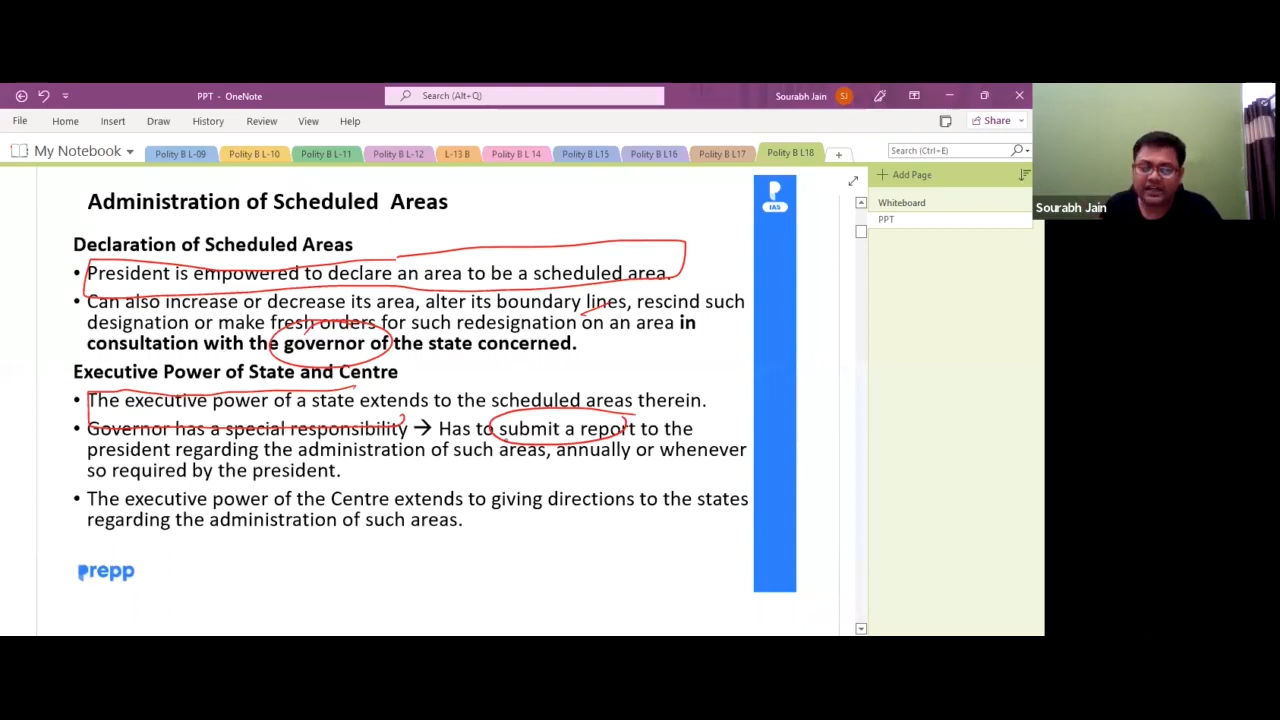 PPT - OneNote
Search (Alt+Q)
Sourabh Jain
SJ
File Home Insert Draw History Review View Help
Share
My Notebook
Polity B L-09
Polity B L-10
Polity B L-11
Polity B L-12
L-13 B
Polity B L 14
Polity B L15
Polity B L16
Polity B L17
Polity B L18
Search (Ctrl+E)
Add Page
Whiteboard
PPT
Sourabh Jain
IAS
Administration of Scheduled Areas
Declaration of Scheduled Areas
• President is empowered to declare an area to be a scheduled area.
• Can also increase or decrease its area, alter its boundary lines, rescind such
designation or make fresh orders for such redesignation on an area in
consultation with the governor of the state concerned.
Executive Power of State and Centre
• The executive power of a state extends to the scheduled areas therein.
• Governor has a special responsibility → Has to submit a report to the
president regarding the administration of such areas, annually or whenever
so required by the president.
• The executive power of the Centre extends to giving directions to the states
regarding the administration of such areas.
prepp